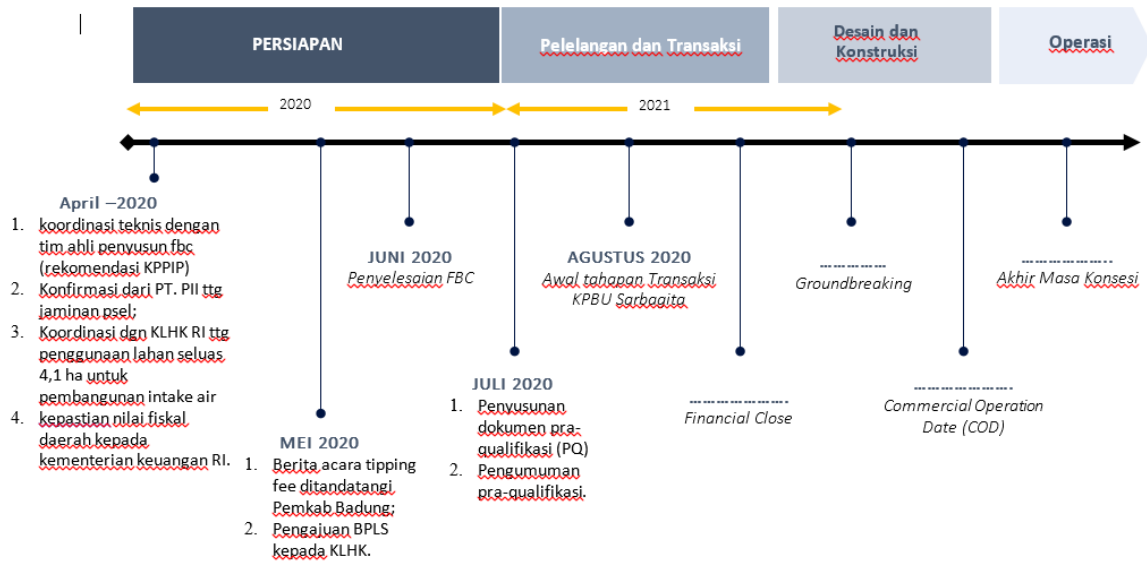 PERSIAPAN
Pelelangan dan Transaksi
Desain dan
Konstruksi
Operasi
2020
2021
April –2020
1. koordinasi teknis dengan
tim ahli penyusun fbc
(rekomendasi KPPIP)
2. Konfirmasi dari PT. PII ttg
jaminan psel;
3. Koordinasi dgn KLHK RI ttg
penggunaan lahan seluas
4,1 ha untuk
pembangunan intake air
4. kepastian nilai fiskal
daerah kepada
kementerian keuangan RI.
MEI 2020
1. Berita acara tipping
fee ditandatangi
Pemkab Badung;
2. Pengajuan BPLS
kepada KLHK.
JUNI 2020
Penyelesaian FBC
JULI 2020
1. Penyusunan
dokumen pra-
qualifikasi (PQ)
2. Pengumuman
pra-qualifikasi.
AGUSTUS 2020
Awal tahapan Transaksi
KPBU Sarbagita
………………….
Financial Close
……………
Groundbreaking
………………….
Commercial Operation
Date (COD)
………………..
Akhir Masa Konsesi